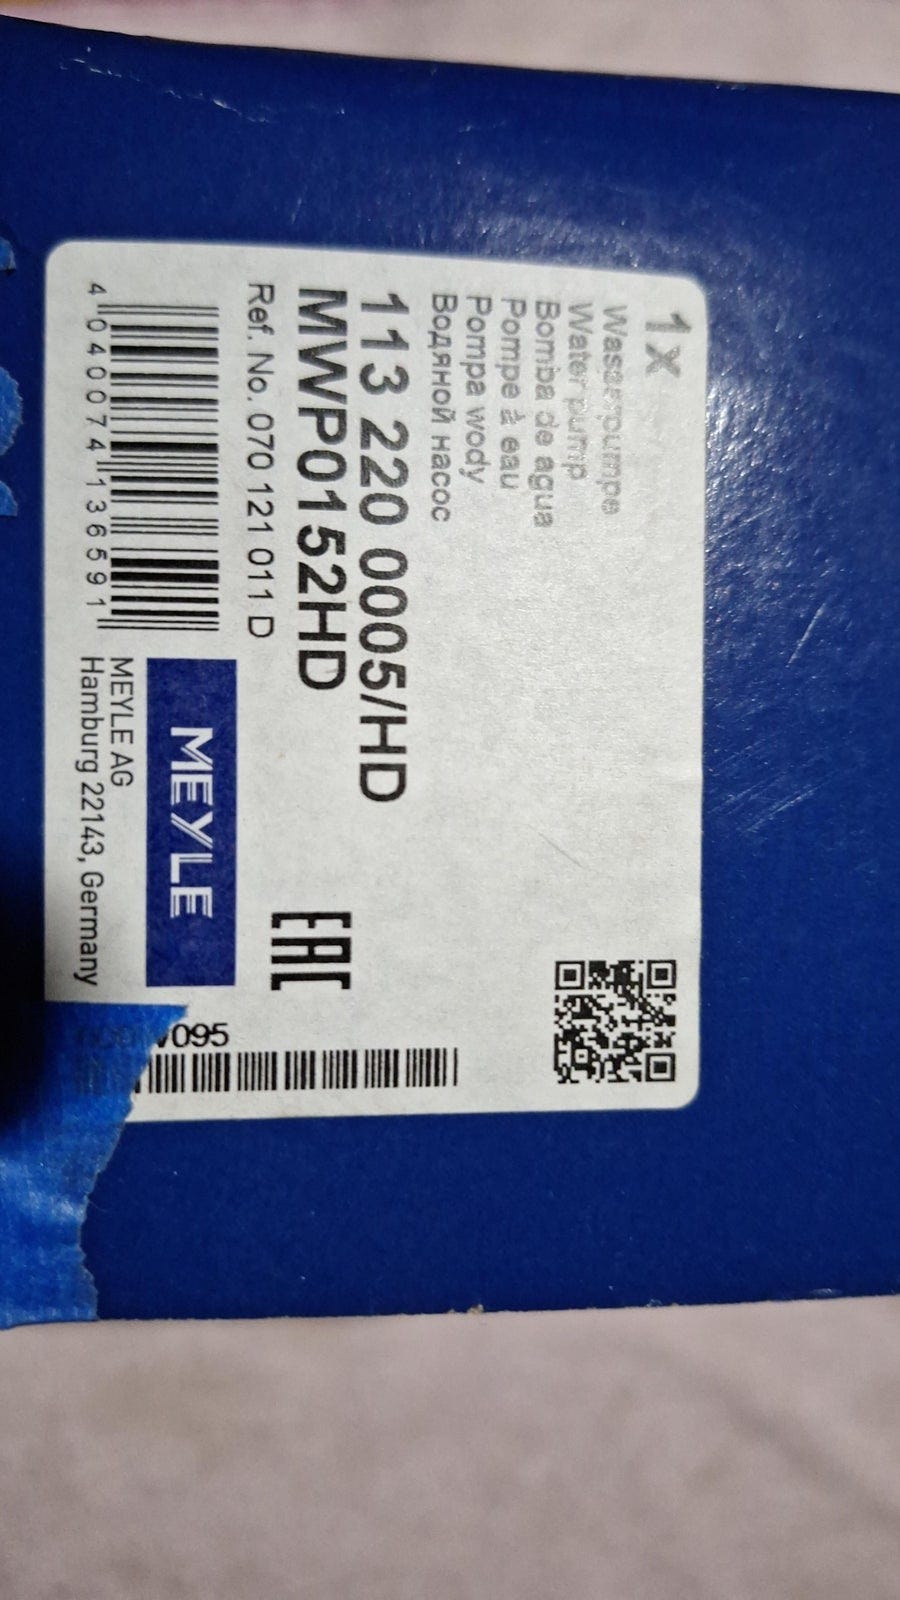 1x
Wasserpumpe
Water pump
Bomba de agua
Pompe à eau
Pompa wody
Водяной насос
113 220 0005/HD
MWP0152HD
Ref. No. 070 121 011 D
4 040074 136591
EAC
MEYLE
MEYLE AG
Hamburg 22143, Germany
095